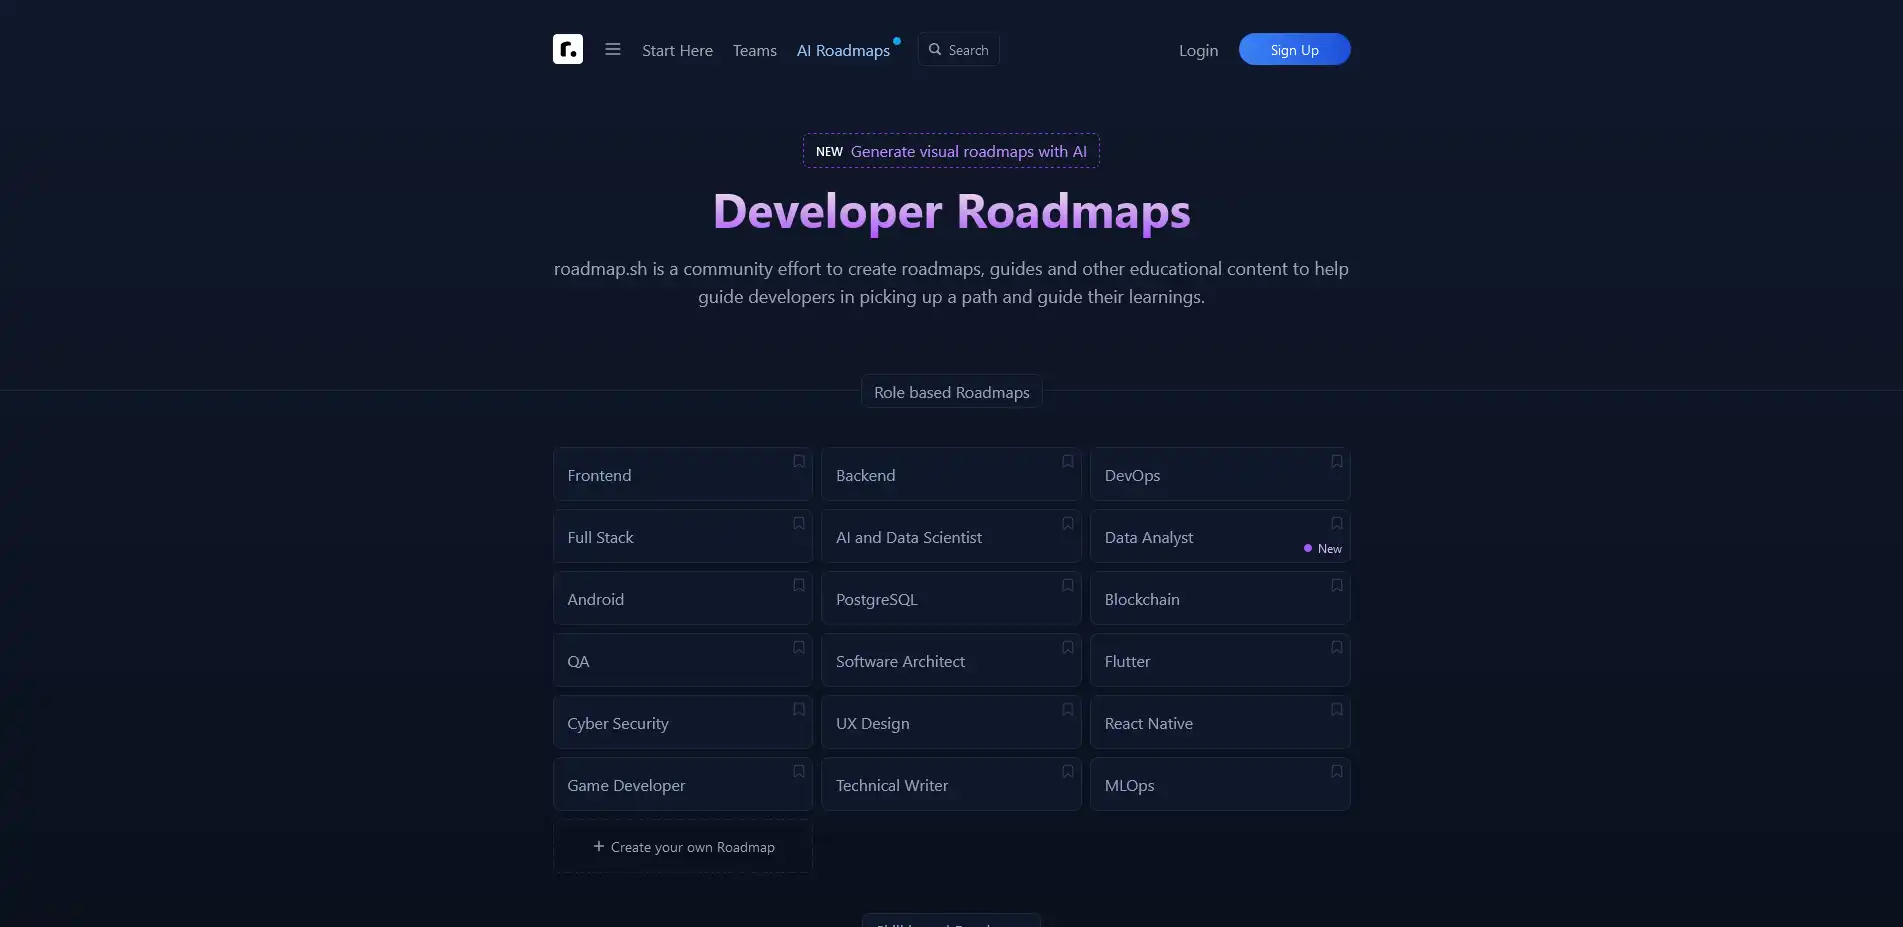 r.
Start Here
Teams
AI Roadmaps
Search
Login
Sign Up
NEW Generate visual roadmaps with AI
Developer Roadmaps
roadmap.sh is a community effort to create roadmaps, guides and other educational content to help
guide developers in picking up a path and guide their learnings.
Role based Roadmaps
Frontend
Backend
DevOps
Full Stack
AI and Data Scientist
Data Analyst
New
Android
PostgreSQL
Blockchain
QA
Software Architect
Flutter
Cyber Security
UX Design
React Native
Game Developer
Technical Writer
MLOps
+ Create your own Roadmap